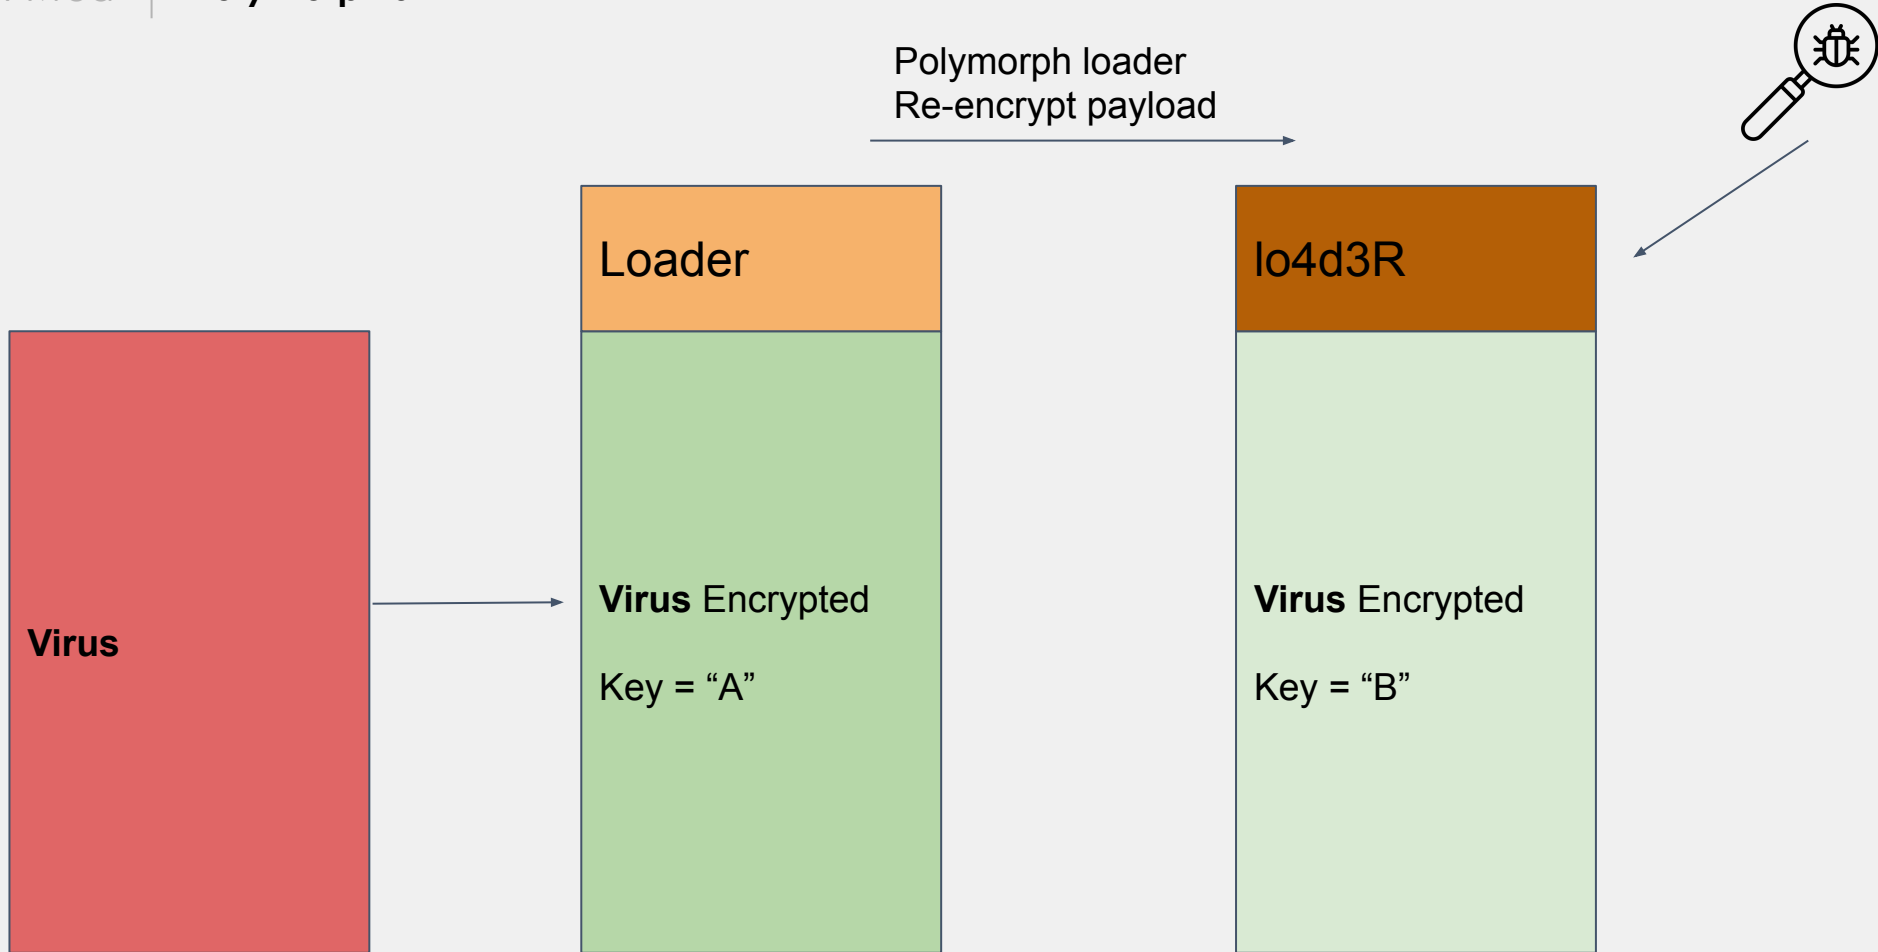 Polymorph loader
Re-encrypt payload
Loader
lo4d3R
Virus
Virus Encrypted
Key = “A”
Virus Encrypted
Key = “B”